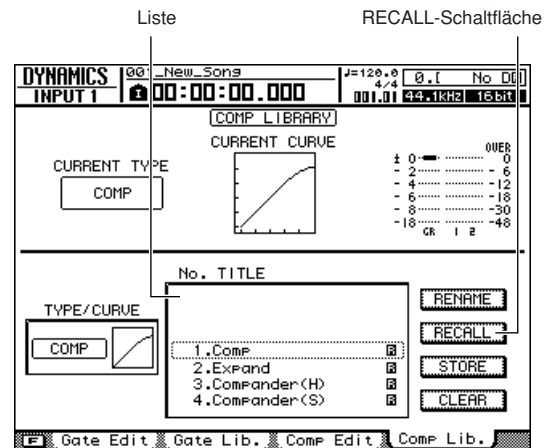 Liste
RECALL-Schaltfläche
DYNAMICS
INPUT 1
001_New_Song
00:00:00.000
♩=120.0
4/4
001.01
0.[ No DD]
44.1kHz 16bit
COMP LIBRARY
CURRENT TYPE
COMP
CURRENT CURVE
OVER
± 0 0
- 2 - 6
- 4 -12
- 6 -18
- 8 -30
-18 -48
GR 1 2
TYPE/CURVE
COMP
No. TITLE
1.Comp R
2.Expand R
3.Compander(H) R
4.Compander(S) R
RENAME
RECALL
STORE
CLEAR
F Gate Edit Gate Lib. Comp Edit Comp Lib.